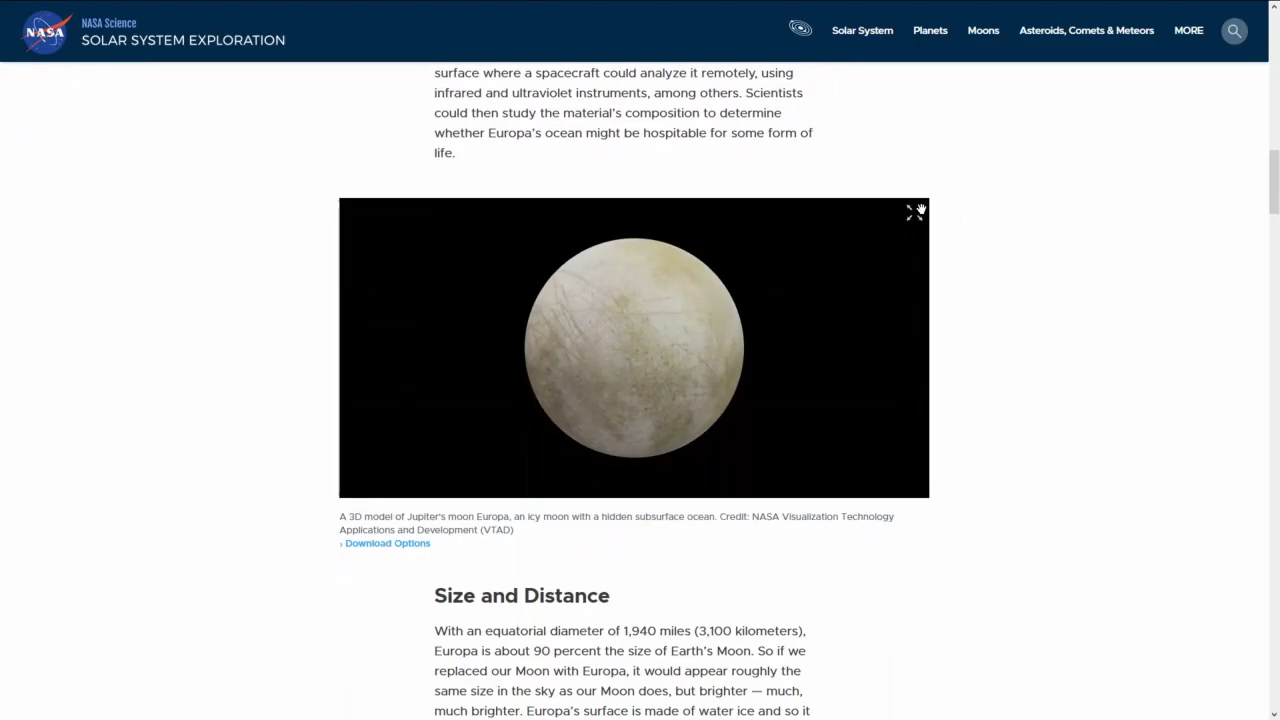 NASA
NASA Science
SOLAR SYSTEM EXPLORATION
Solar System
Planets
Moons
Asteroids, Comets & Meteors
MORE
surface where a spacecraft could analyze it remotely, using
infrared and ultraviolet instruments, among others. Scientists
could then study the material's composition to determine
whether Europa's ocean might be hospitable for some form of
life.
A 3D model of Jupiter's moon Europa, an icy moon with a hidden subsurface ocean. Credit: NASA Visualization Technology
Applications and Development (VTAD)
› Download Options
Size and Distance
With an equatorial diameter of 1,940 miles (3,100 kilometers),
Europa is about 90 percent the size of Earth's Moon. So if we
replaced our Moon with Europa, it would appear roughly the
same size in the sky as our Moon does, but brighter — much,
much brighter. Europa's surface is made of water ice and so it